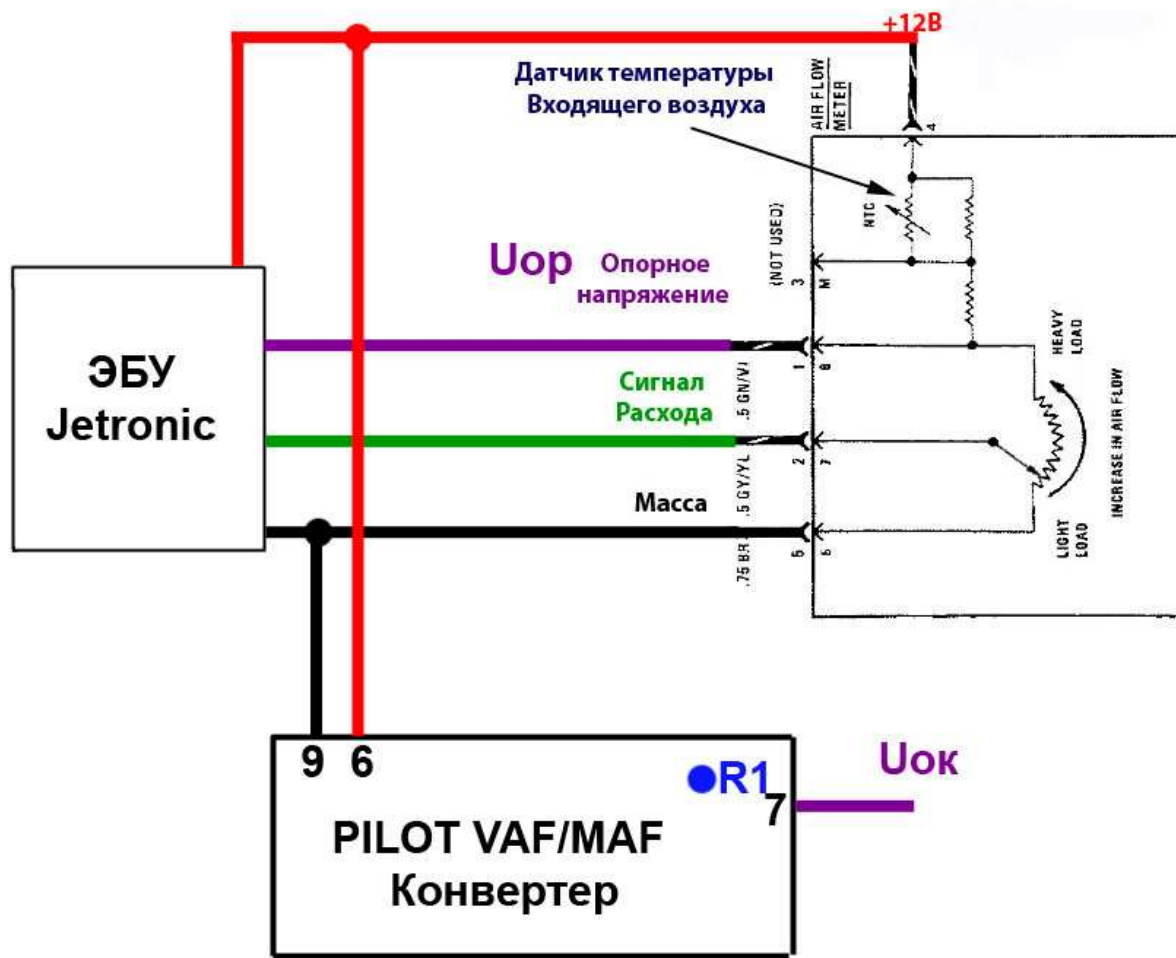 +12В
Датчик температуры
Входящего воздуха
AIR FLOW
METER
4
NTC
(NOT USED)
3
M
Uop Опорное
напряжение
ЭБУ
Jetronic
1
8
.5 GN/VI
HEAVY
LOAD
Сигнал
Расхода
2
7
.5 GY/YL
INCREASE IN AIR FLOW
Масса
5
6
.75 BR
LIGHT
LOAD
9 6
R1
7
Uок
PILOT VAF/MAF
Конвертер